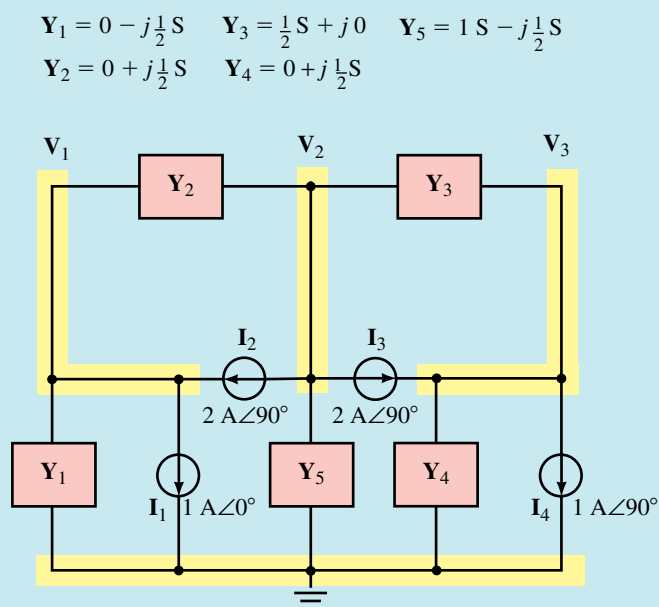 Y₁ = 0 − j½ S Y₃ = ½ S + j0 Y₅ = 1 S − j½ S
Y₂ = 0 + j½ S Y₄ = 0 + j½S
V₁ V₂ V₃
Y₂ Y₃
I₂ I₃
2 A∠90° 2 A∠90°
Y₁ Y₅ Y₄
I₁ 1 A∠0° I₄ 1 A∠90°